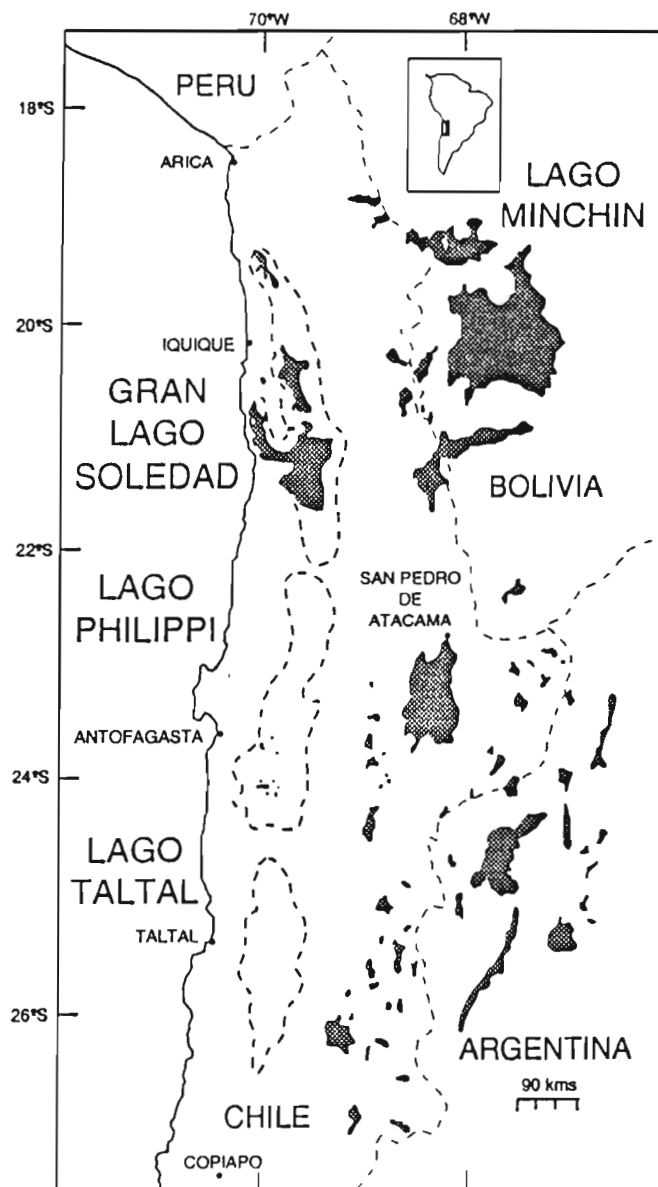 70°W
68°W
PERU
18°S
ARICA
LAGO
MINCHIN
20°S
IQUIQUE
GRAN
LAGO
SOLEDAD
BOLIVIA
22°S
LAGO
PHILIPPI
SAN PEDRO
DE
ATACAMA
ANTOFAGASTA
24°S
LAGO
TALTAL
TALTAL
26°S
ARGENTINA
90 kms
CHILE
COPIAPO